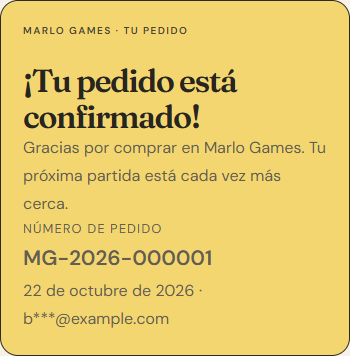 MARLO GAMES · TU PEDIDO
¡Tu pedido está
confirmado!
Gracias por comprar en Marlo Games. Tu
próxima partida está cada vez más
cerca.
NÚMERO DE PEDIDO
MG-2026-000001
22 de octubre de 2026 ·
b***@example.com